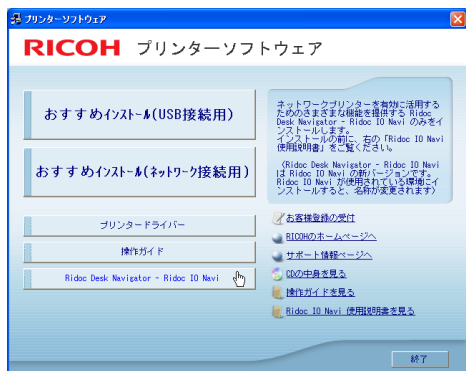 プリンターソフトウェア
RICOH プリンターソフトウェア
おすすめインストール(USB接続用)
おすすめインストール(ネットワーク接続用)
プリンタードライバー
操作ガイド
Ridoc Desk Navigator - Ridoc IO Navi
ネットワークプリンターを有効に活用する
ためのさまざまな機能を提供する Ridoc
Desk Navigator - Ridoc IO Navi のみをイ
ンストールします。
インストールの前に、右の「Ridoc IO Navi
使用説明書」をご覧ください。
(Ridoc Desk Navigator - Ridoc IO Navi
は Ridoc IO Navi の新バージョンです。
Ridoc IO Navi が使用されている環境にイ
ンストールすると、名称が変更されます)
お客様登録の受付
RICOHのホームページへ
サポート情報ページへ
CDの中身を見る
操作ガイドを見る
Ridoc IO Navi 使用説明書を見る
終了